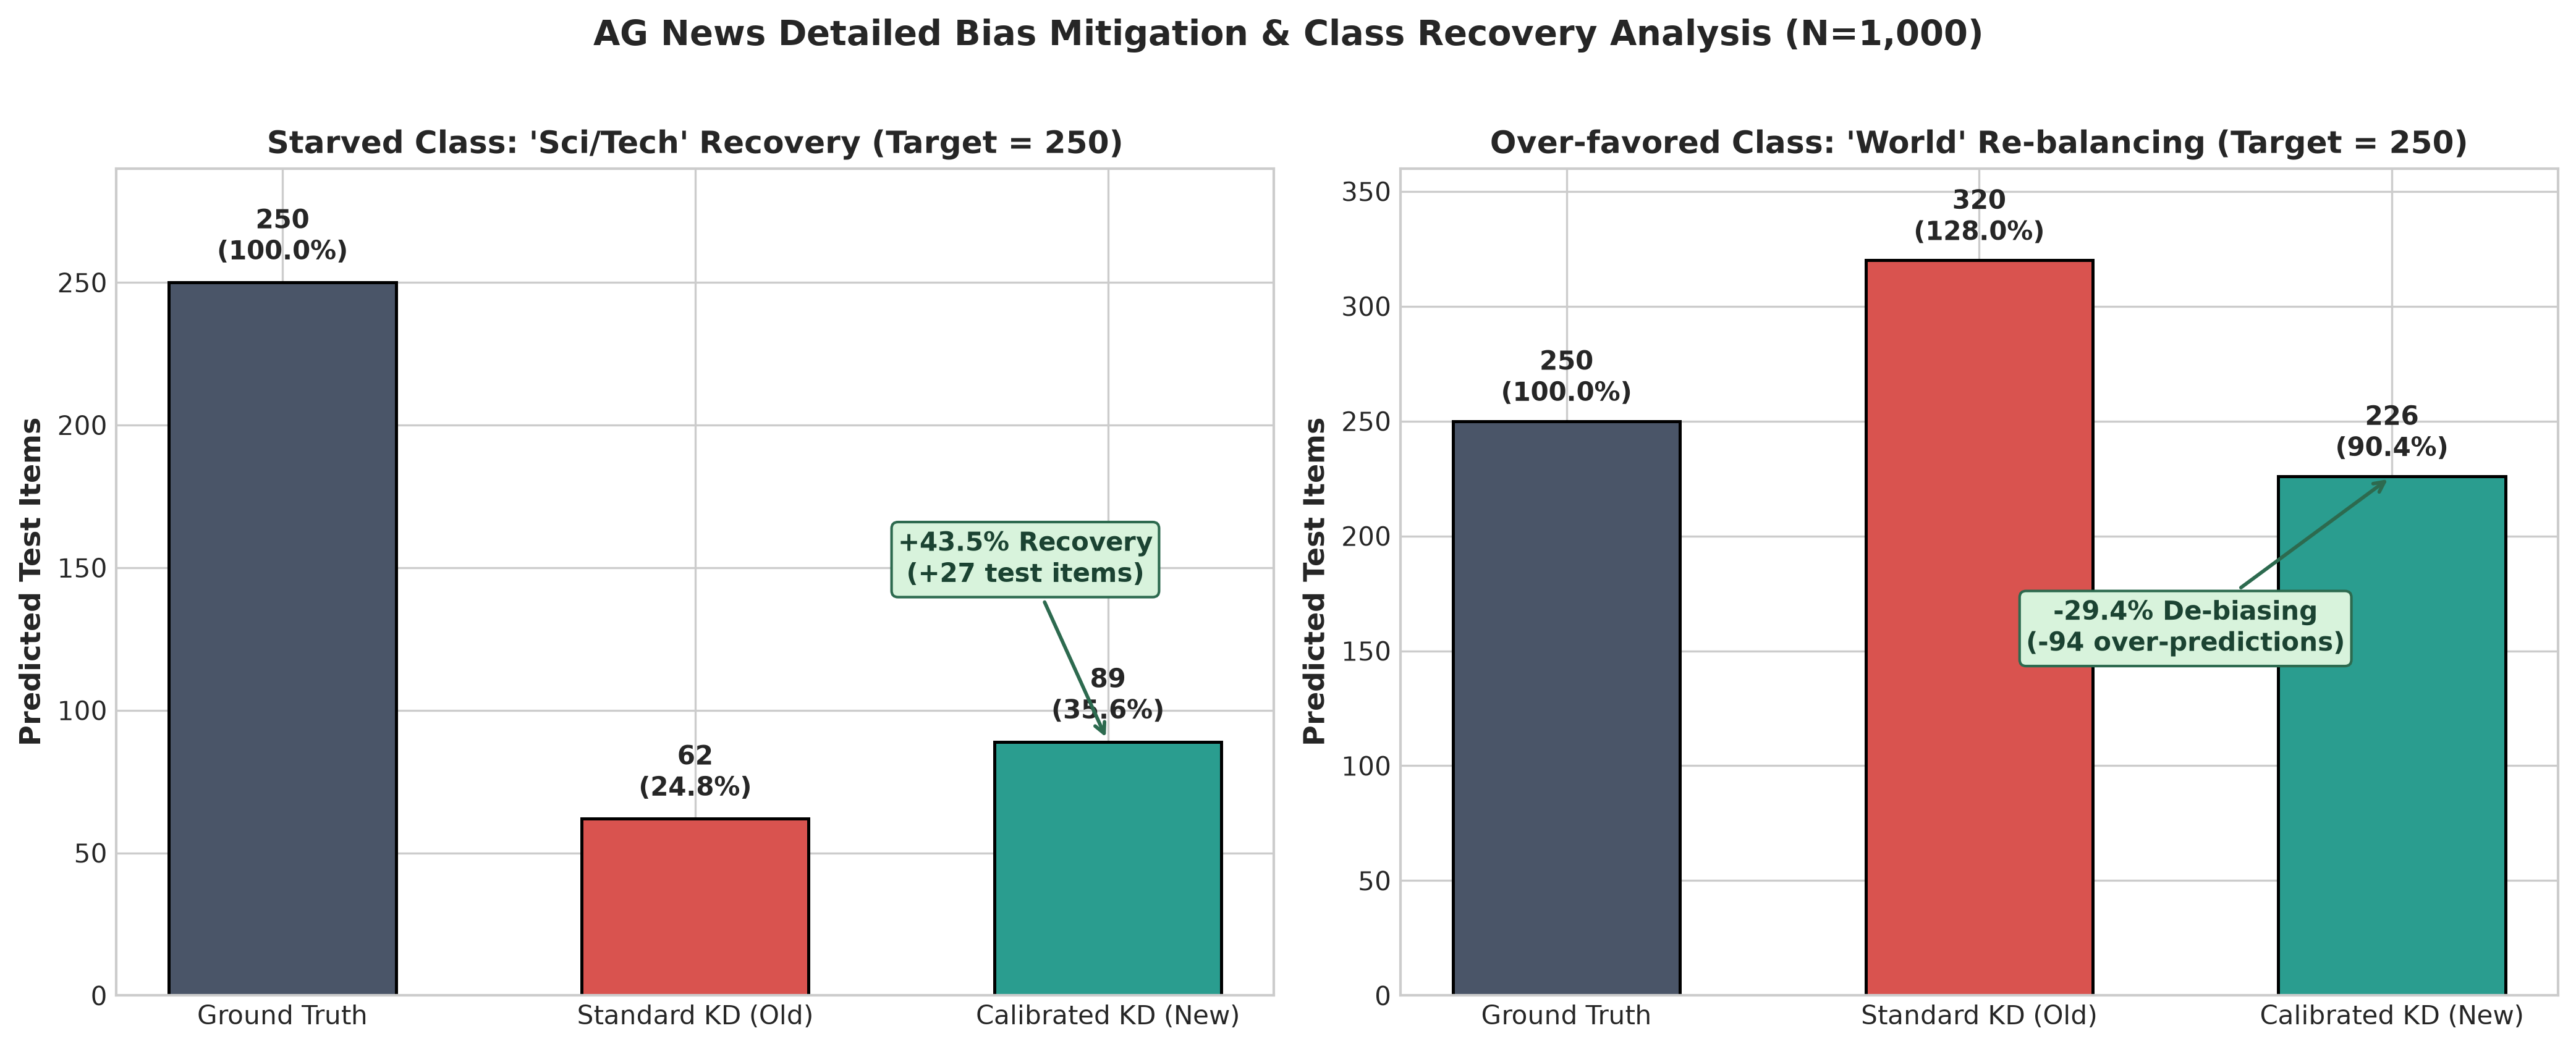 AG News Detailed Bias Mitigation & Class Recovery Analysis (N=1,000)
Starved Class: 'Sci/Tech' Recovery (Target = 250)
Predicted Test Items
250
200
150
100
50
0
250
(100.0%)
62
(24.8%)
89
(35.6%)
+43.5% Recovery
(+27 test items)
Ground Truth
Standard KD (Old)
Calibrated KD (New)
Over-favored Class: 'World' Re-balancing (Target = 250)
Predicted Test Items
350
300
250
200
150
100
50
0
250
(100.0%)
320
(128.0%)
226
(90.4%)
-29.4% De-biasing
(-94 over-predictions)
Ground Truth
Standard KD (Old)
Calibrated KD (New)